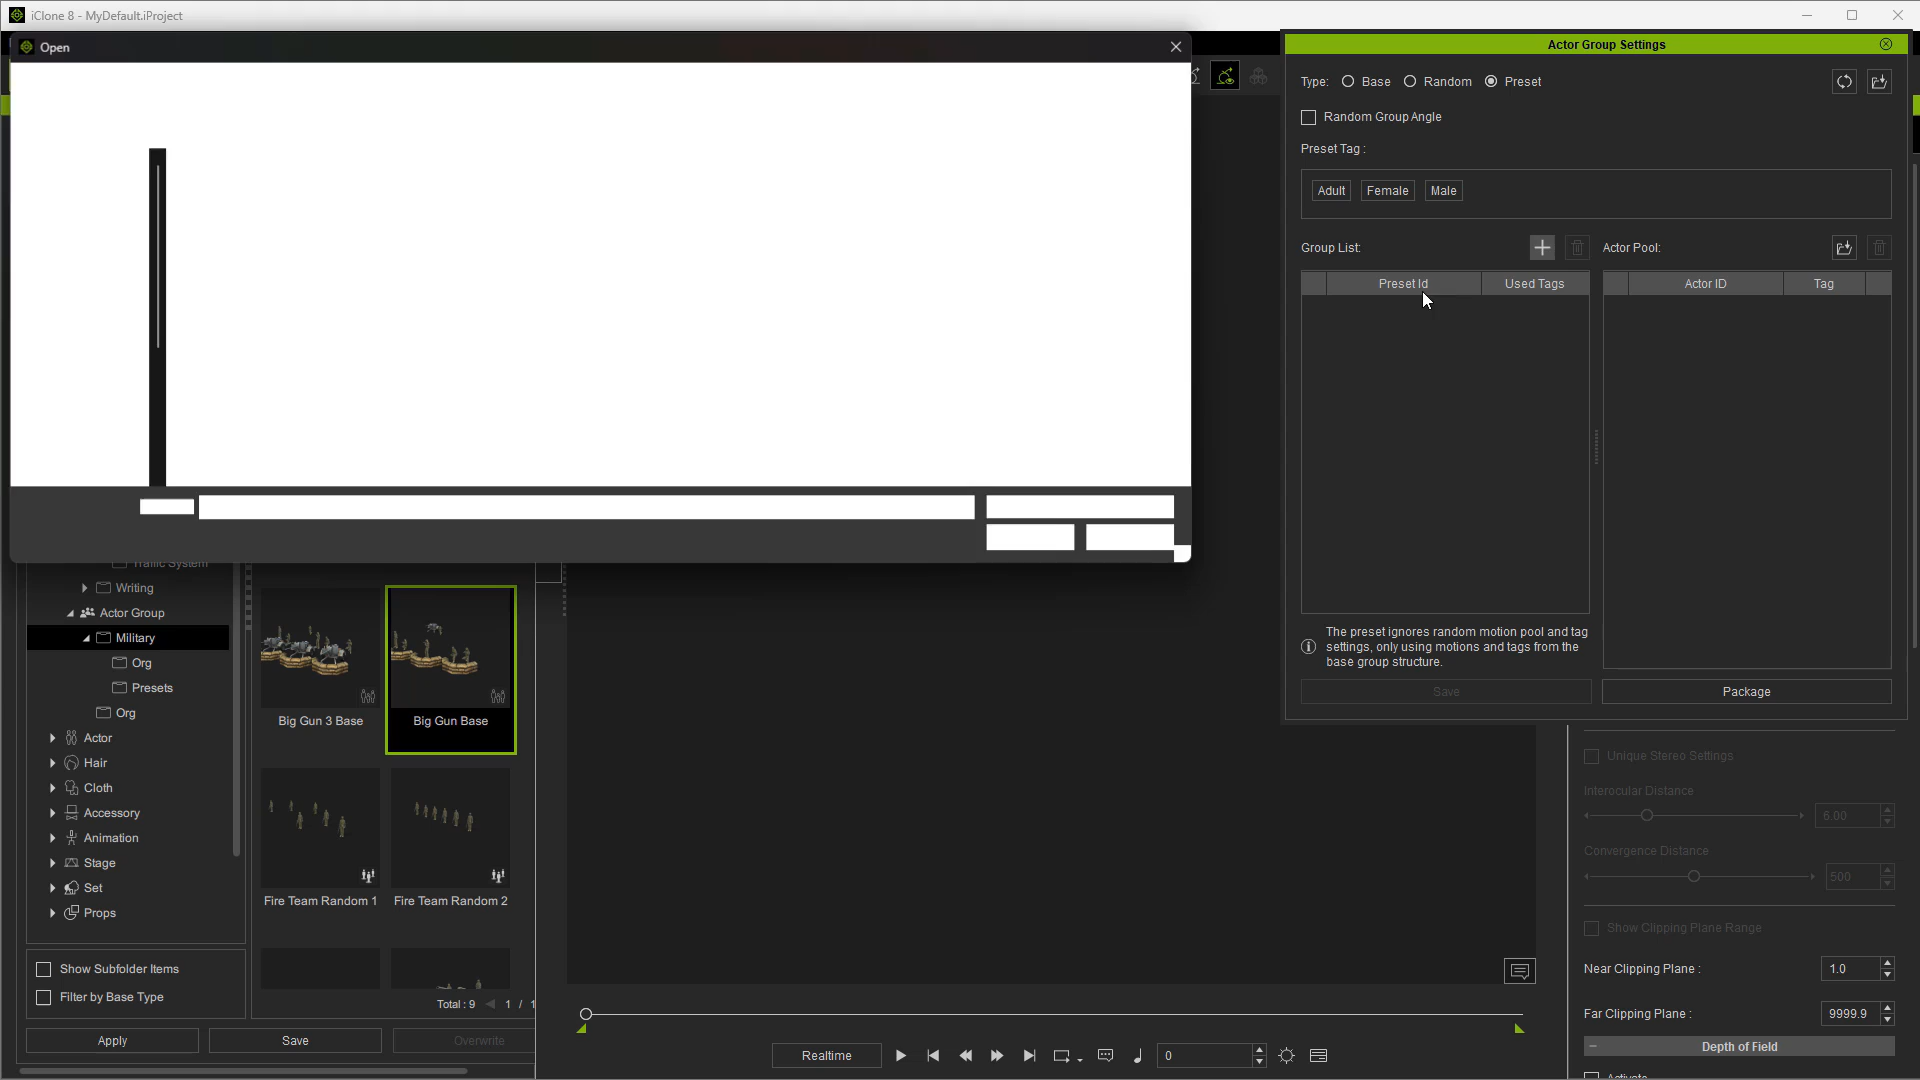 iClone 8 - MyDefault.iProject
Open
Actor Group Settings
Type:
Base
Random
Preset
Random Group Angle
Preset Tag :
Adult
Female
Male
Group List:
Actor Pool:
Preset Id
Used Tags
Actor ID
Tag
The preset ignores random motion pool and tag
settings, only using motions and tags from the
base group structure.
Save
Package
Traffic System
Writing
Actor Group
Military
Org
Presets
Org
Actor
Hair
Cloth
Accessory
Animation
Stage
Set
Props
Big Gun 3 Base
Big Gun Base
Fire Team Random 1
Fire Team Random 2
Show Subfolder Items
Filter by Base Type
Total : 9
1 / 1
Apply
Save
Overwrite
Realtime
0
Unique Stereo Settings
Interocular Distance
6.00
Convergence Distance
500
Show Clipping Plane Range
Near Clipping Plane :
1.0
Far Clipping Plane :
9999.9
Depth of Field
Activate